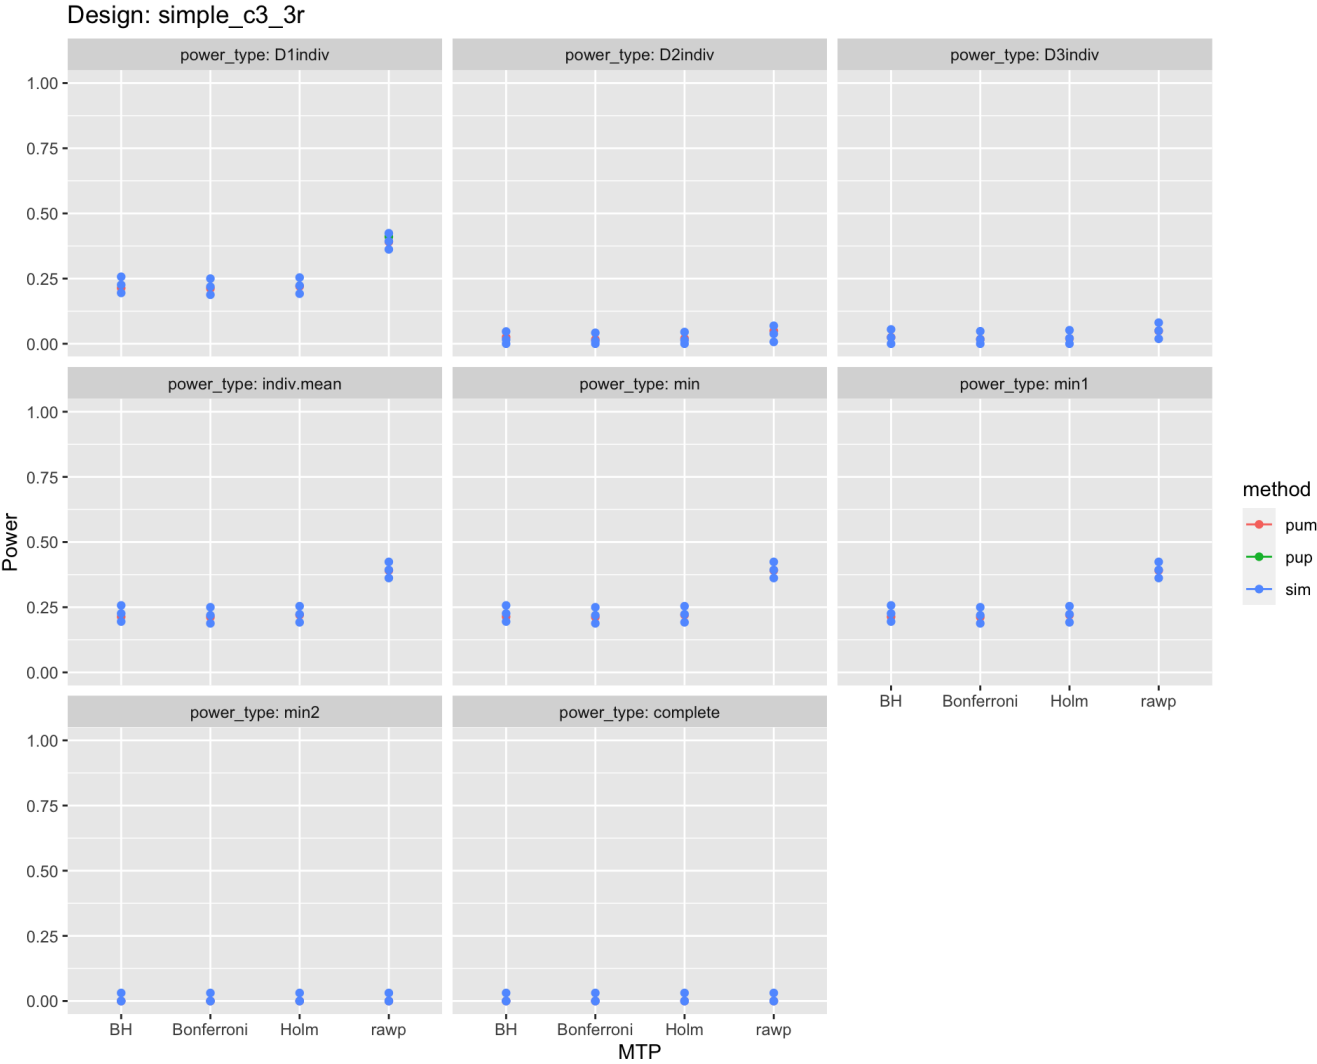 Design: simple_c3_3r
power_type: D1indiv
power_type: D2indiv
power_type: D3indiv
1.00
0.75
0.50
0.25
0.00
power_type: indiv.mean
power_type: min
power_type: min1
1.00
0.75
0.50
0.25
0.00
BH Bonferroni Holm rawp
power_type: min2
power_type: complete
1.00
0.75
0.50
0.25
0.00
BH Bonferroni Holm rawp
BH Bonferroni Holm rawp
MTP
Power
method
pum
pup
sim